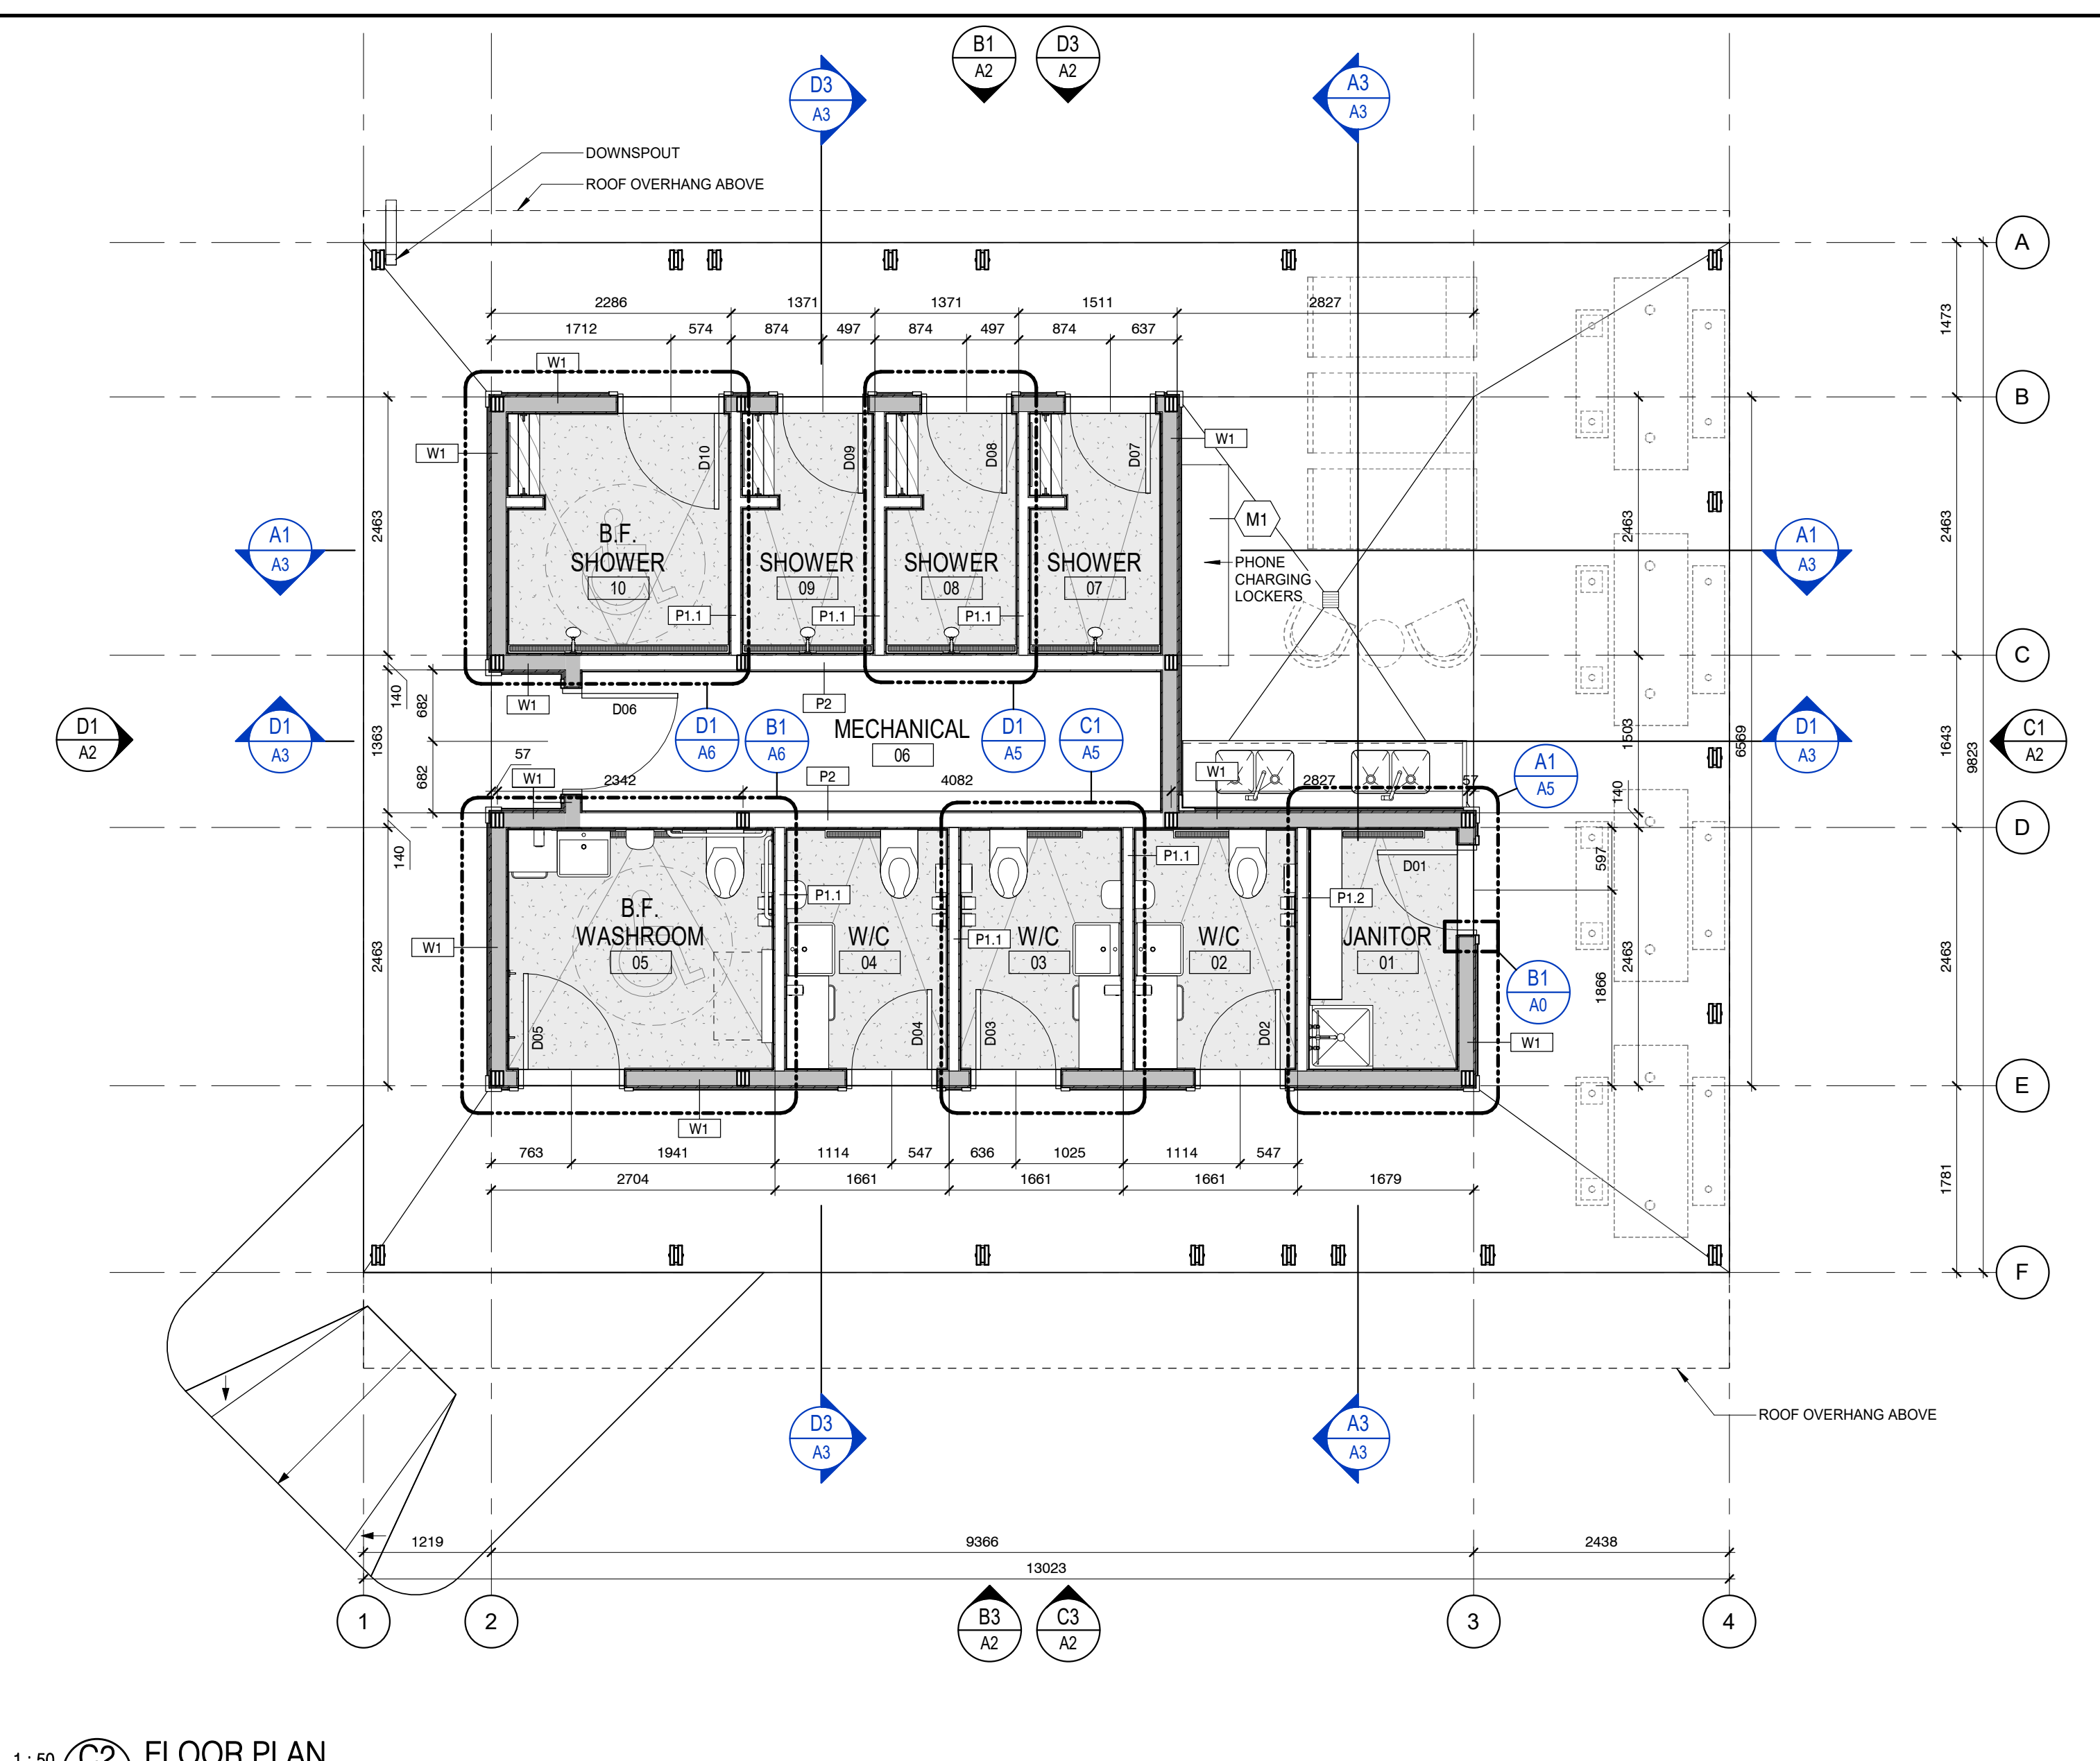 B1
A2
D3
A2
D3
A3
A3
A3
DOWNSPOUT
ROOF OVERHANG ABOVE
A
2286
1371
1371
1511
2827
1712
574
874
497
874
497
874
637
1473
W1
B
W1
W1
D10
D09
D08
D07
M1
2463
2463
2463
A1
A3
A1
A3
B.F.
SHOWER
10
SHOWER
09
SHOWER
08
SHOWER
07
PHONE
CHARGING
LOCKERS
P1.1
P1.1
P1.1
C
140
682
W1
D06
P2
D1
A2
D1
A3
1363
D1
A6
B1
A6
MECHANICAL
06
D1
A5
C1
A5
1503
6569
D1
A3
1643
9823
C1
A2
57
682
W1
2342
P2
4082
W1
2827
57
A1
A5
140
D
140
597
D01
P1.1
P1.1
P1.2
B.F.
WASHROOM
05
W/C
04
P1.1
W/C
03
W/C
02
JANITOR
01
W1
2463
2463
2463
1866
B1
A0
D05
D04
D03
D02
W1
E
W1
763
1941
1114
547
636
1025
1114
547
2704
1661
1661
1661
1679
1781
F
D3
A3
A3
A3
ROOF OVERHANG ABOVE
1219
9366
2438
13023
1
2
B3
A2
C3
A2
3
4
1 : 50
C2
FLOOR PLAN